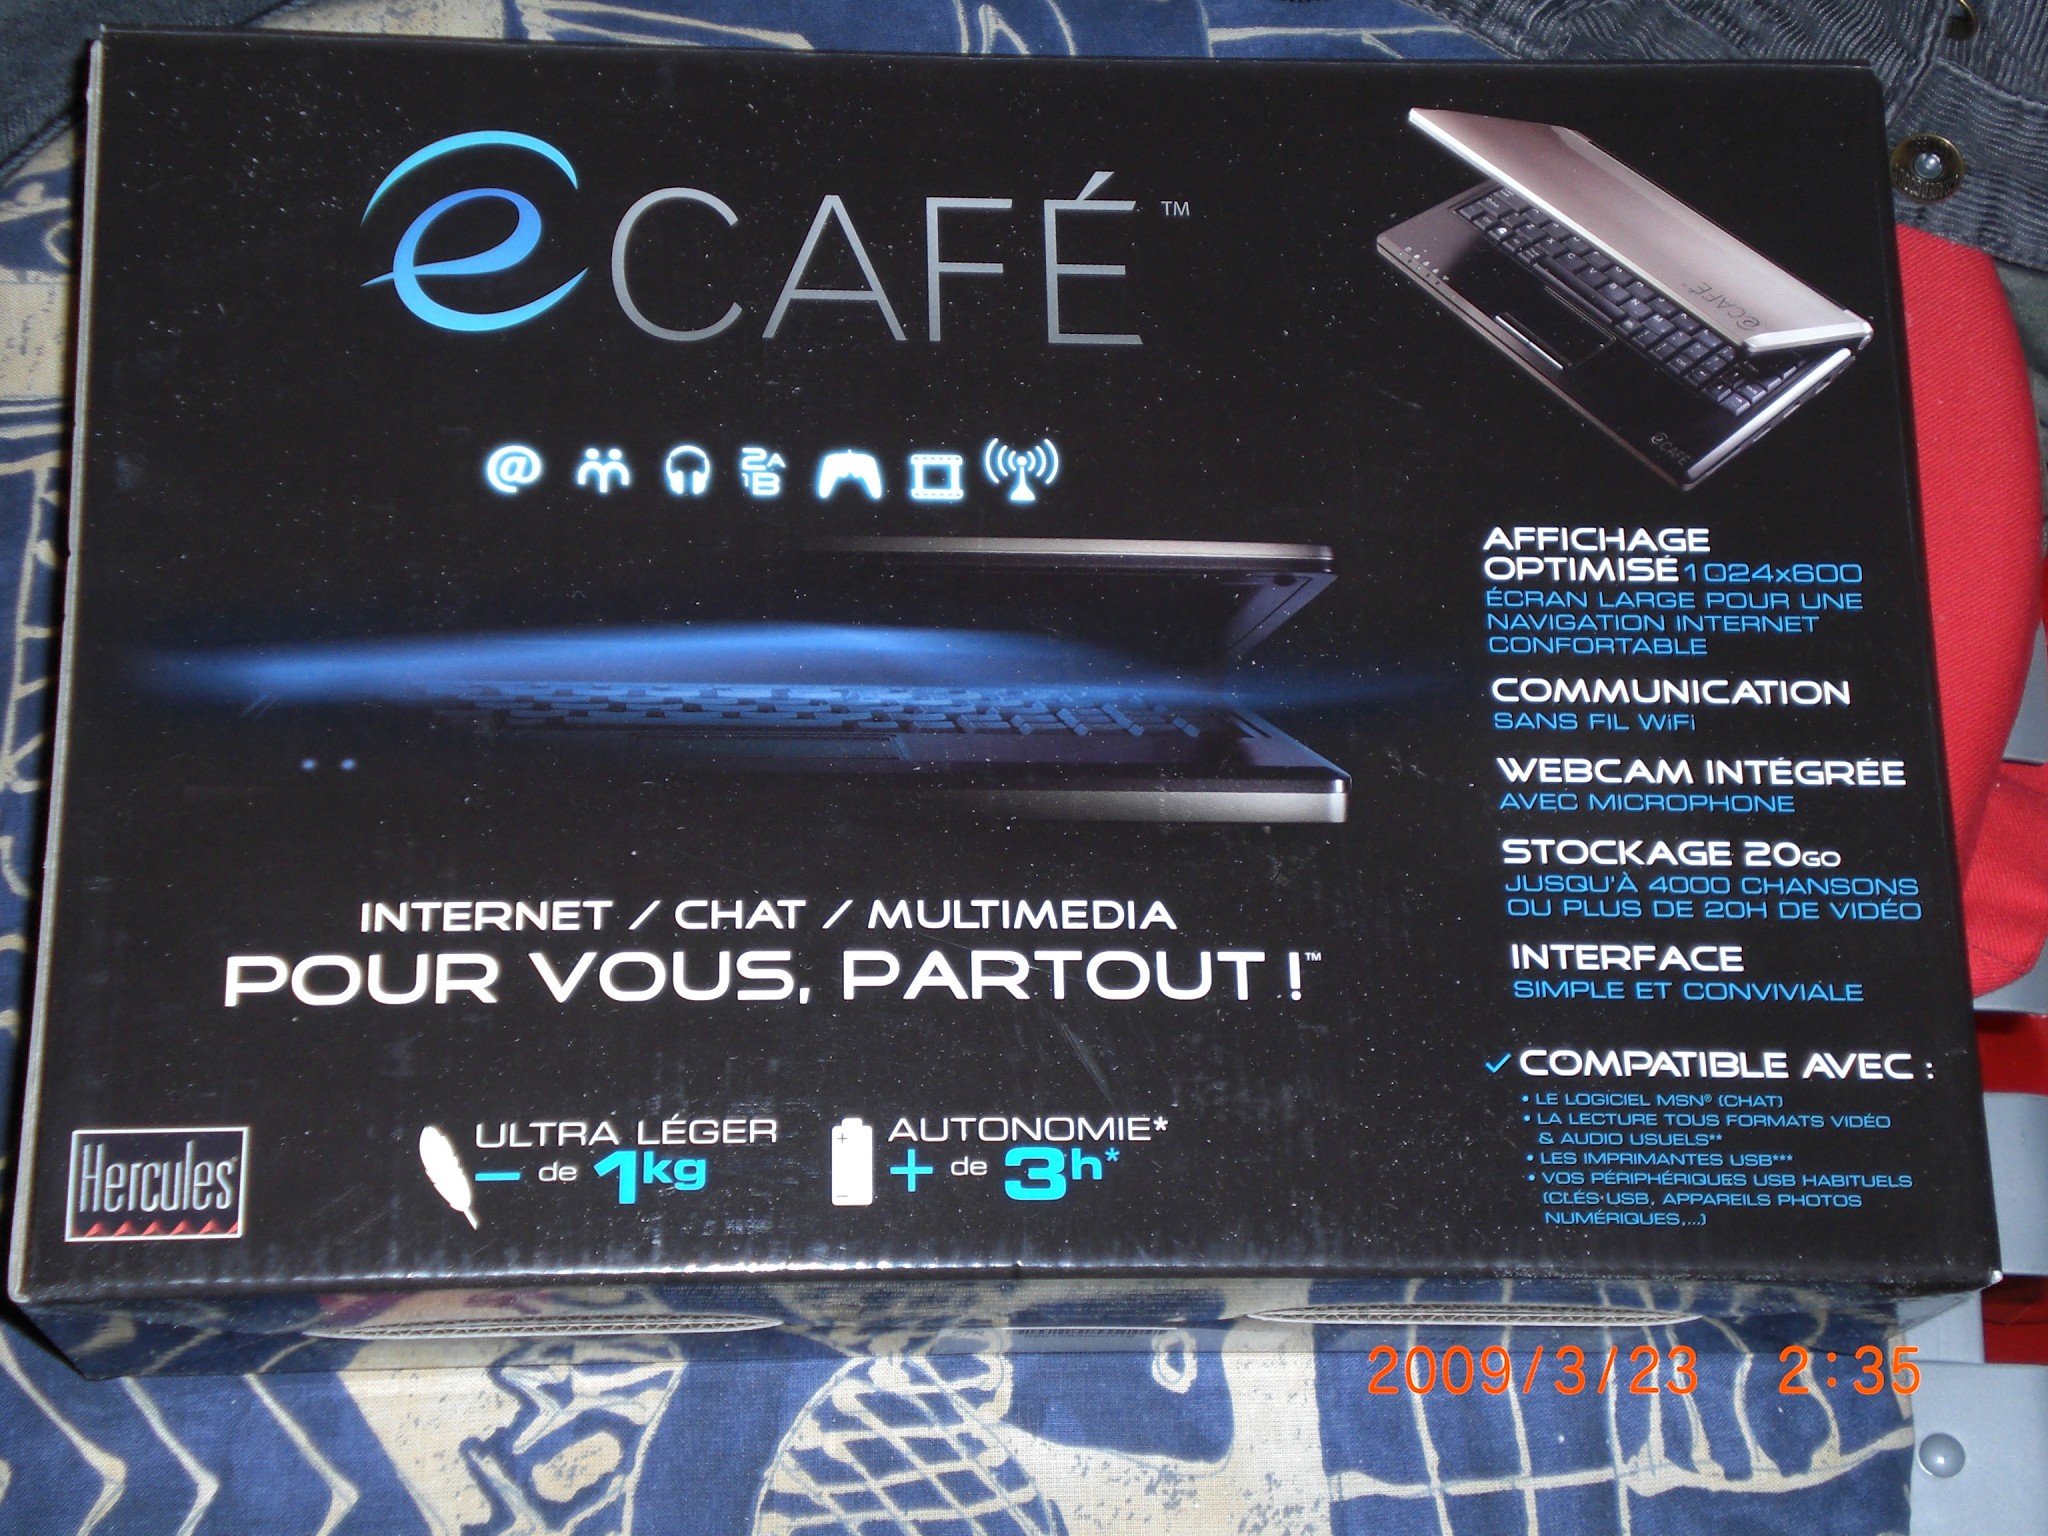 eCAFÉ™
@
2A
1B
eCAFÉ
eCAFÉ
AFFICHAGE
OPTIMISÉ 1024x600
ÉCRAN LARGE POUR UNE
NAVIGATION INTERNET
CONFORTABLE
COMMUNICATION
SANS FIL WiFi
WEBCAM INTÉGRÉE
AVEC MICROPHONE
STOCKAGE 20GO
JUSQU'À 4000 CHANSONS
OU PLUS DE 20H DE VIDÉO
INTERFACE
SIMPLE ET CONVIVIALE
✓ COMPATIBLE AVEC :
• LE LOGICIEL MSN® (CHAT)
• LA LECTURE TOUS FORMATS VIDÉO
& AUDIO USUELS**
• LES IMPRIMANTES USB***
• VOS PÉRIPHÉRIQUES USB HABITUELS
(CLÉS USB, APPAREILS PHOTOS
NUMÉRIQUES,...)
INTERNET / CHAT / MULTIMEDIA
POUR VOUS, PARTOUT !™
ULTRA LÉGER
– de 1kg
AUTONOMIE*
+ de 3h*
Hercules®
2009/3/23 2:35